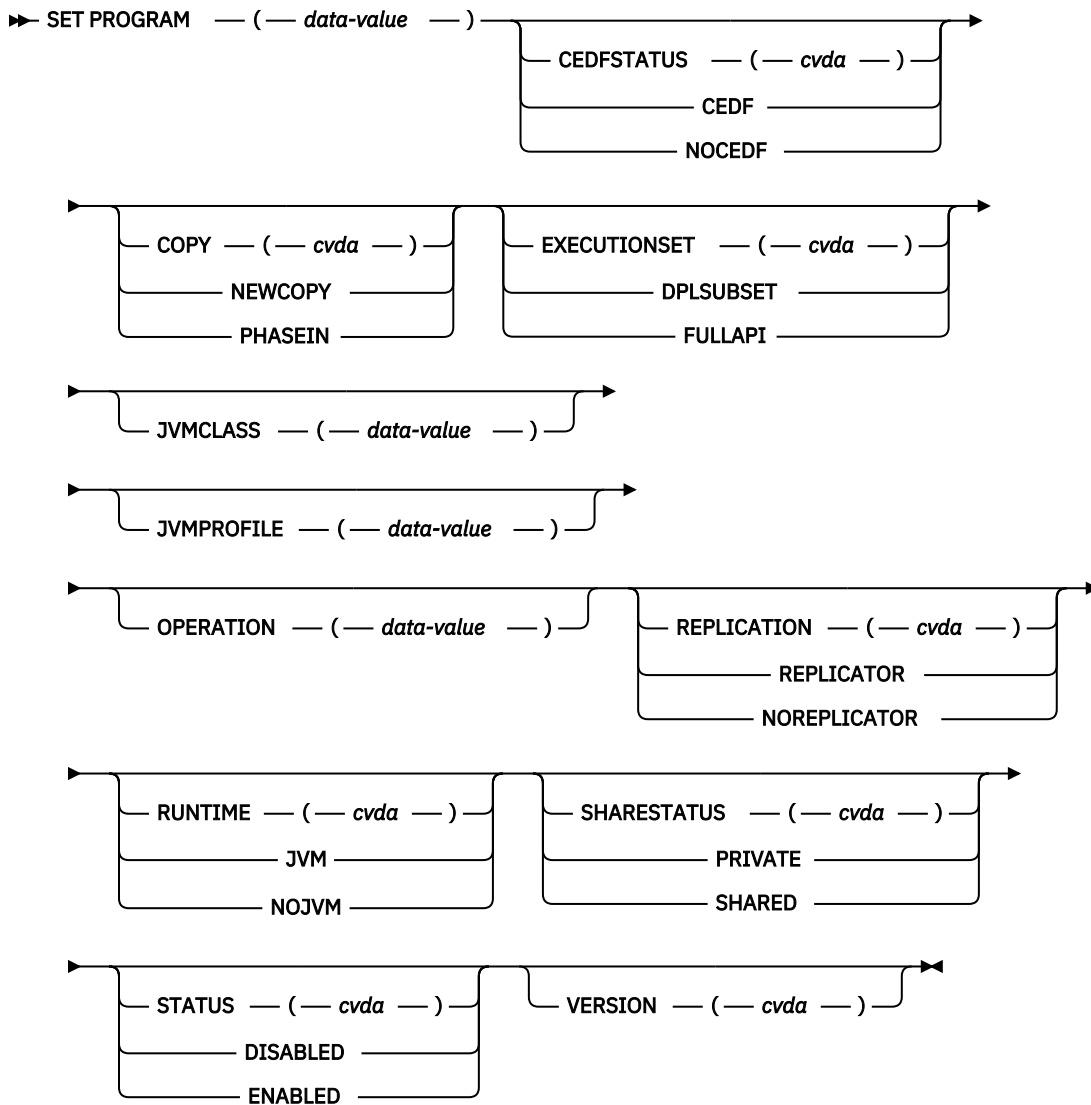 SET PROGRAM ( data-value )
CEDFSTATUS ( cvda )
CEDF
NOCEDF
COPY ( cvda )
NEWCOPY
PHASEIN
EXECUTIONSET ( cvda )
DPLSUBSET
FULLAPI
JVMCLASS ( data-value )
JVMPROFILE ( data-value )
OPERATION ( data-value )
REPLICATION ( cvda )
REPLICATOR
NOREPLICATOR
RUNTIME ( cvda )
JVM
NOJVM
SHARESTATUS ( cvda )
PRIVATE
SHARED
STATUS ( cvda )
DISABLED
ENABLED
VERSION ( cvda )